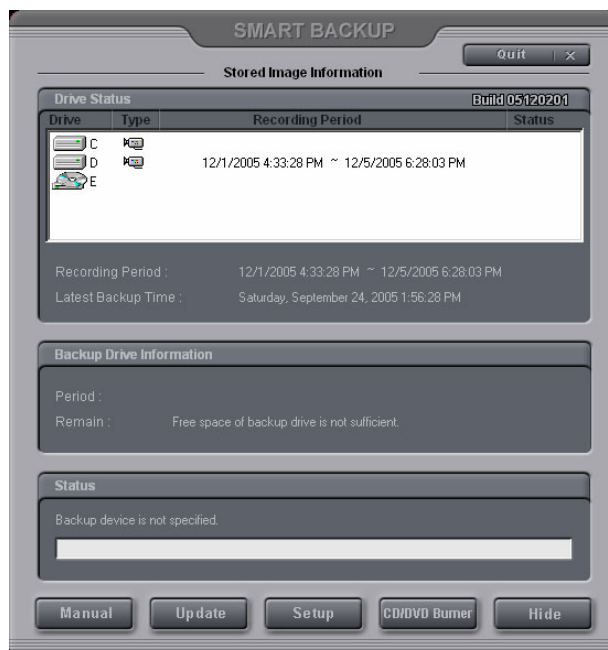 SMART BACKUP
Quit X
Stored Image Information
Drive Status Build 05120201
Drive Type Recording Period Status
C
D 12/1/2005 4:33:28 PM ~ 12/5/2005 6:28:03 PM
E
Recording Period : 12/1/2005 4:33:28 PM ~ 12/5/2005 6:28:03 PM
Latest Backup Time : Saturday, September 24, 2005 1:56:28 PM
Backup Drive Information
Period :
Remain : Free space of backup drive is not sufficient.
Status
Backup device is not specified.
Manual Update Setup CD/DVD Burner Hide